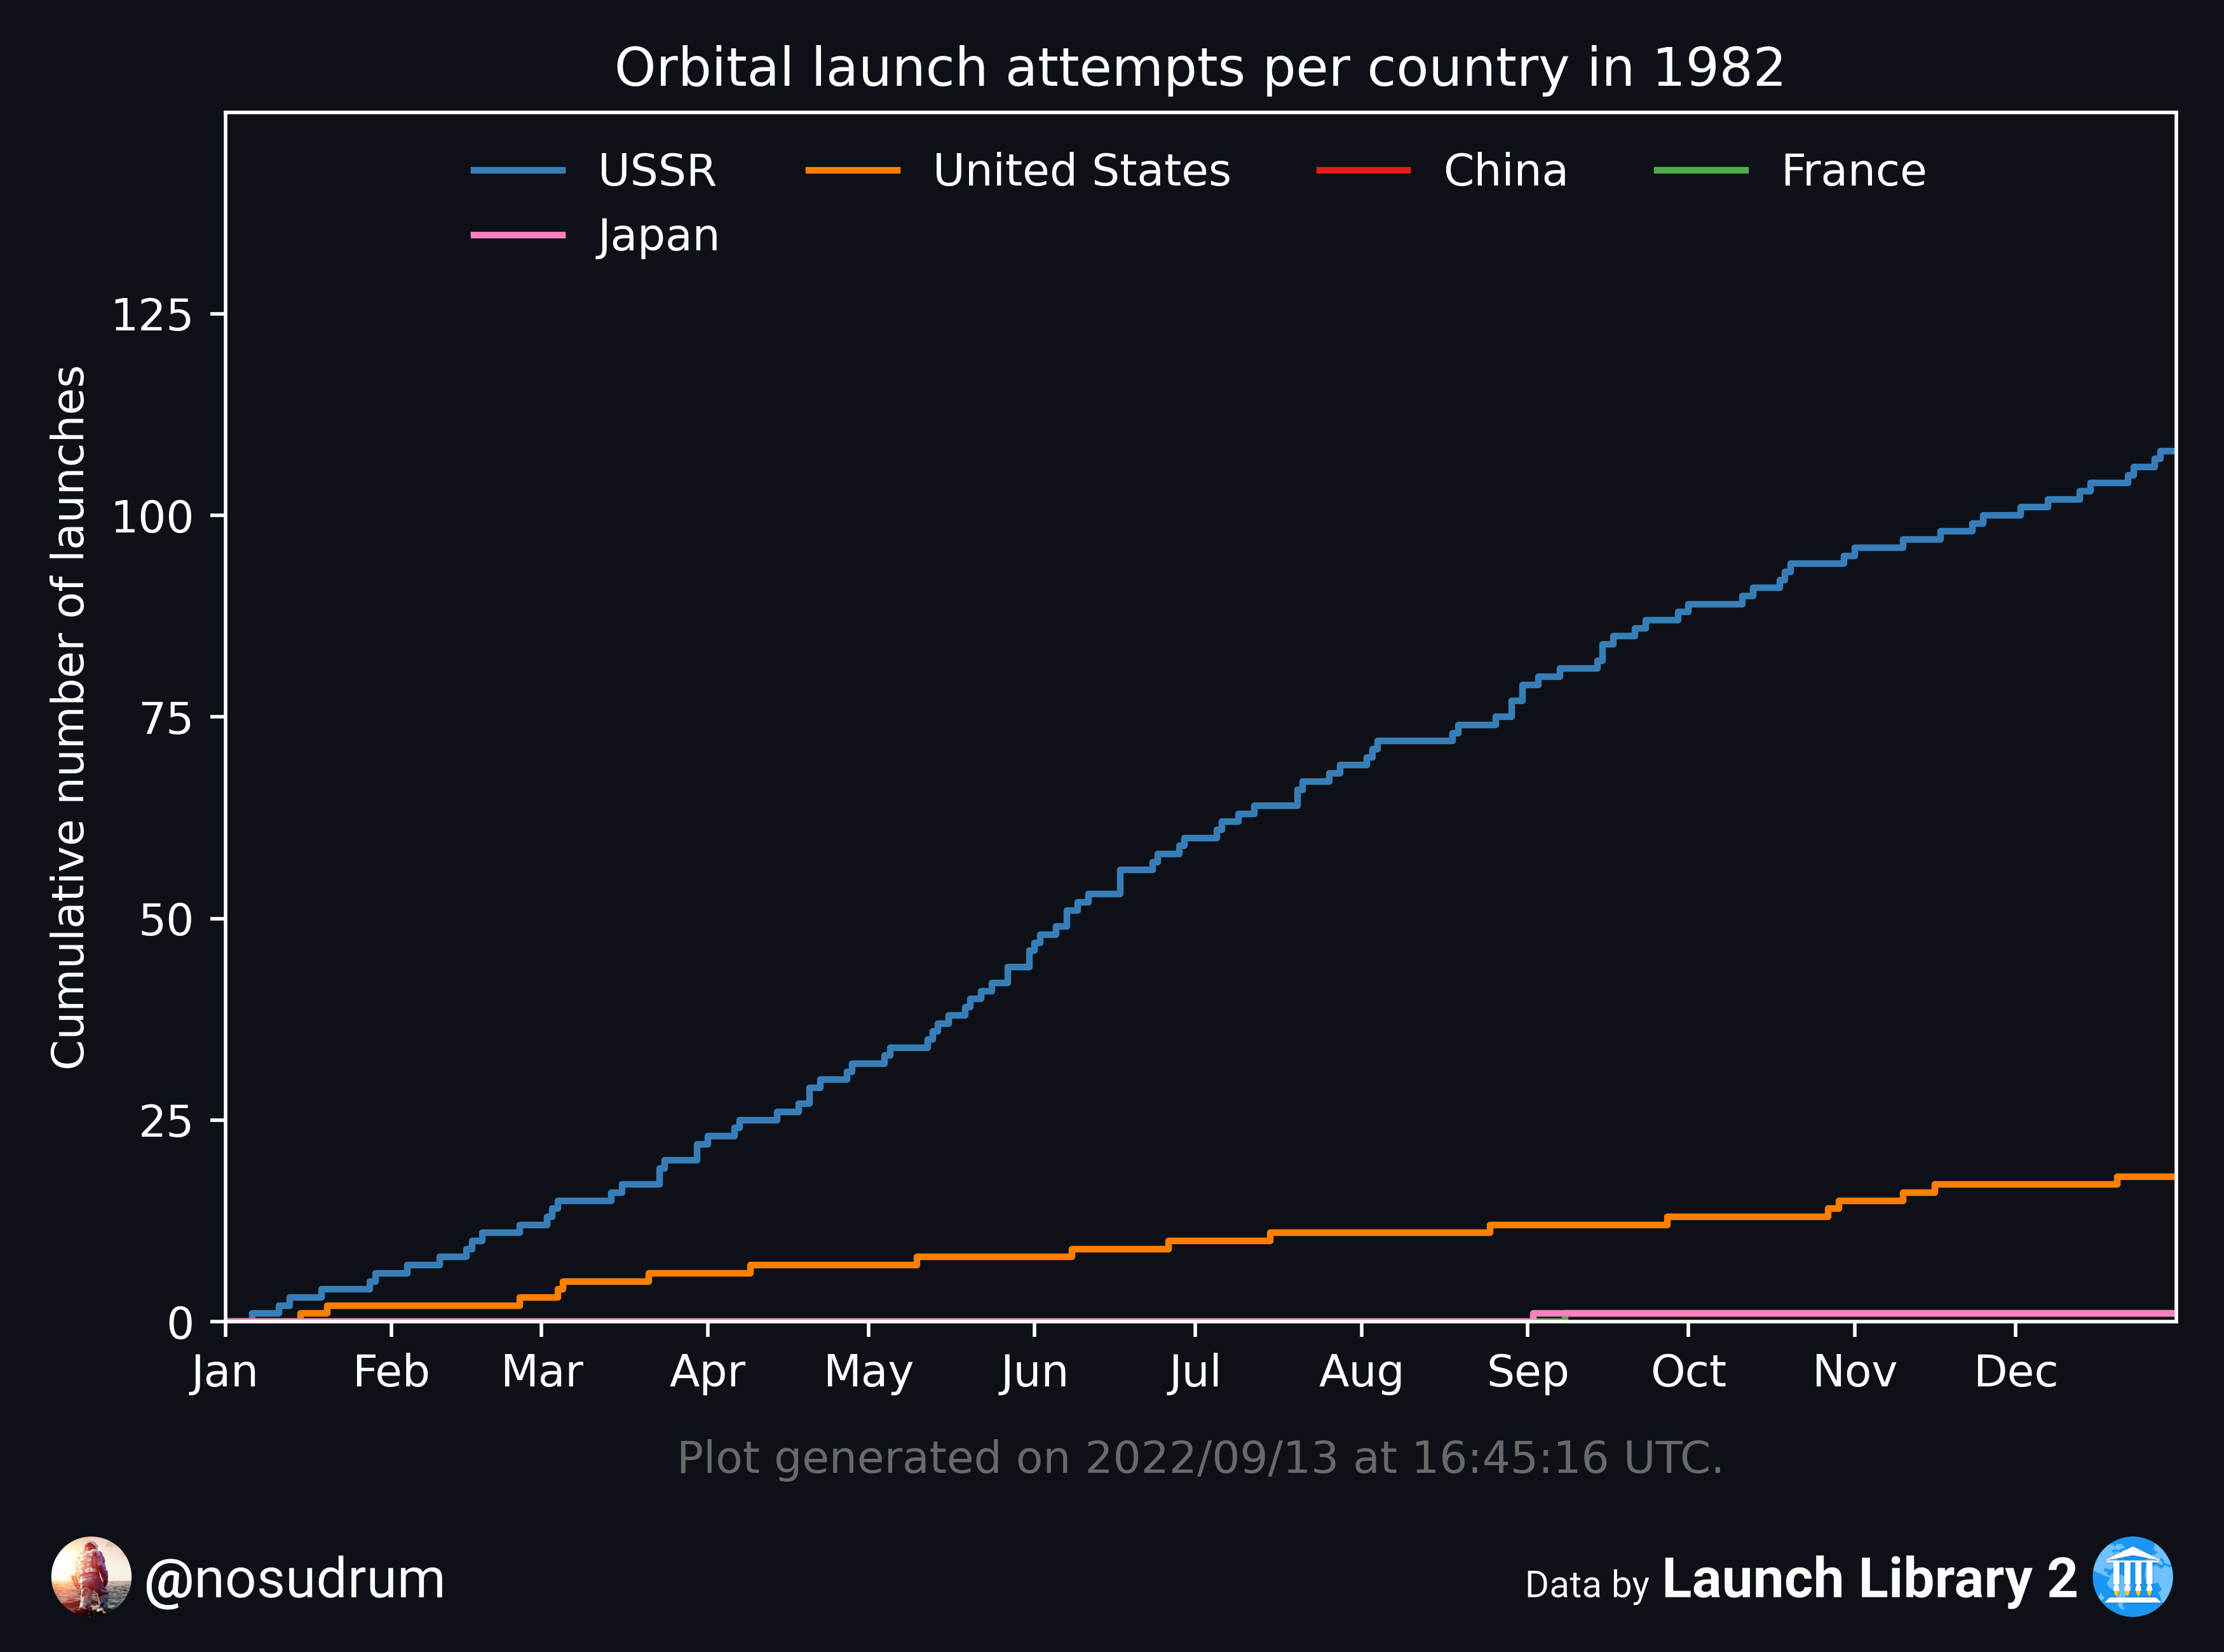 Orbital launch attempts per country in 1982
USSR United States China France
Japan
Cumulative number of launches
125
100
75
50
25
0
Jan Feb Mar Apr May Jun Jul Aug Sep Oct Nov Dec
Plot generated on 2022/09/13 at 16:45:16 UTC.
@nosudrum
Data by Launch Library 2